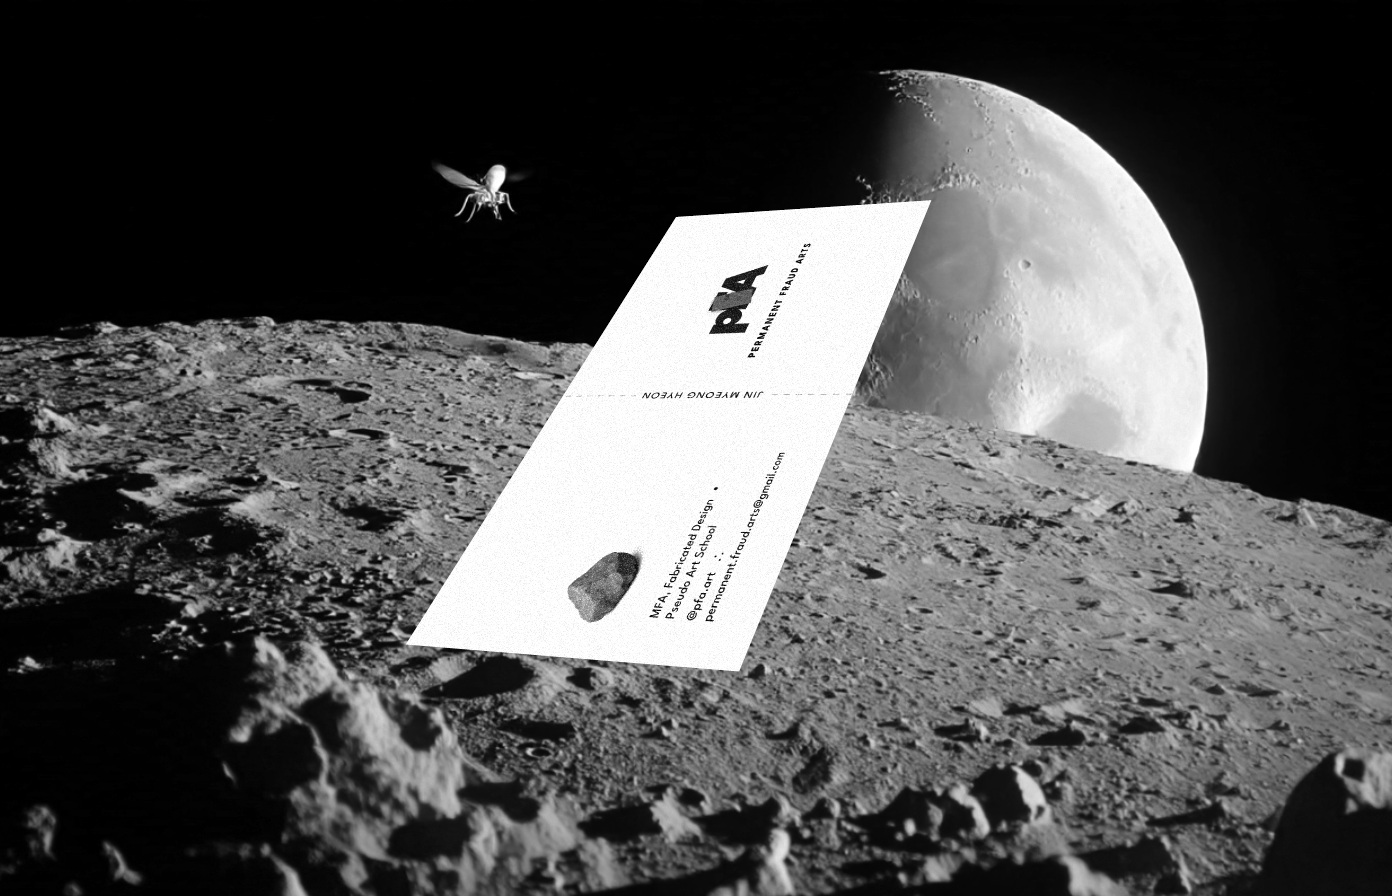 pfA
PERMANENT FRAUD ARTS
JIN MYEONG HYEON
MFA, Fabricated Design
Pseudo Art School
@pfa.art
permanent.fraud.arts@gmail.com